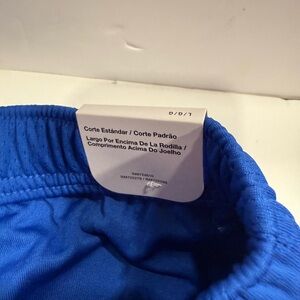 Corte Estándar / Corte Padrão
Largo Por Encima De La Rodilla /
Comprimento Acima Do Joelho